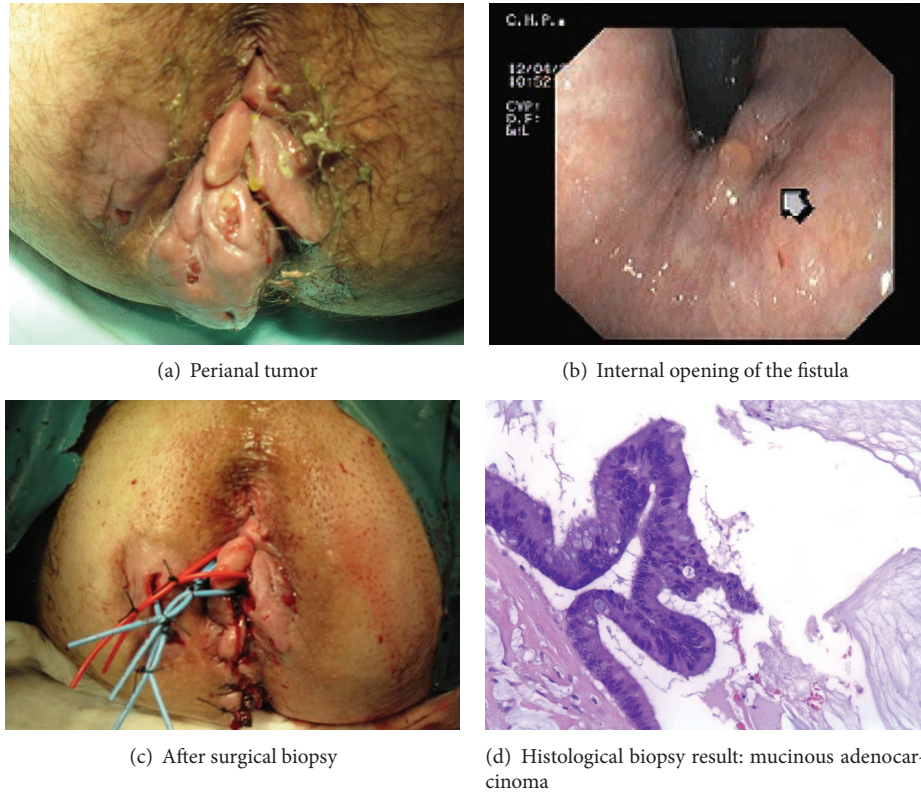 C.H.P.
12/04/
10:52
(a) Perianal tumor
(b) Internal opening of the fistula
(c) After surgical biopsy
(d) Histological biopsy result: mucinous adenocar-
cinoma